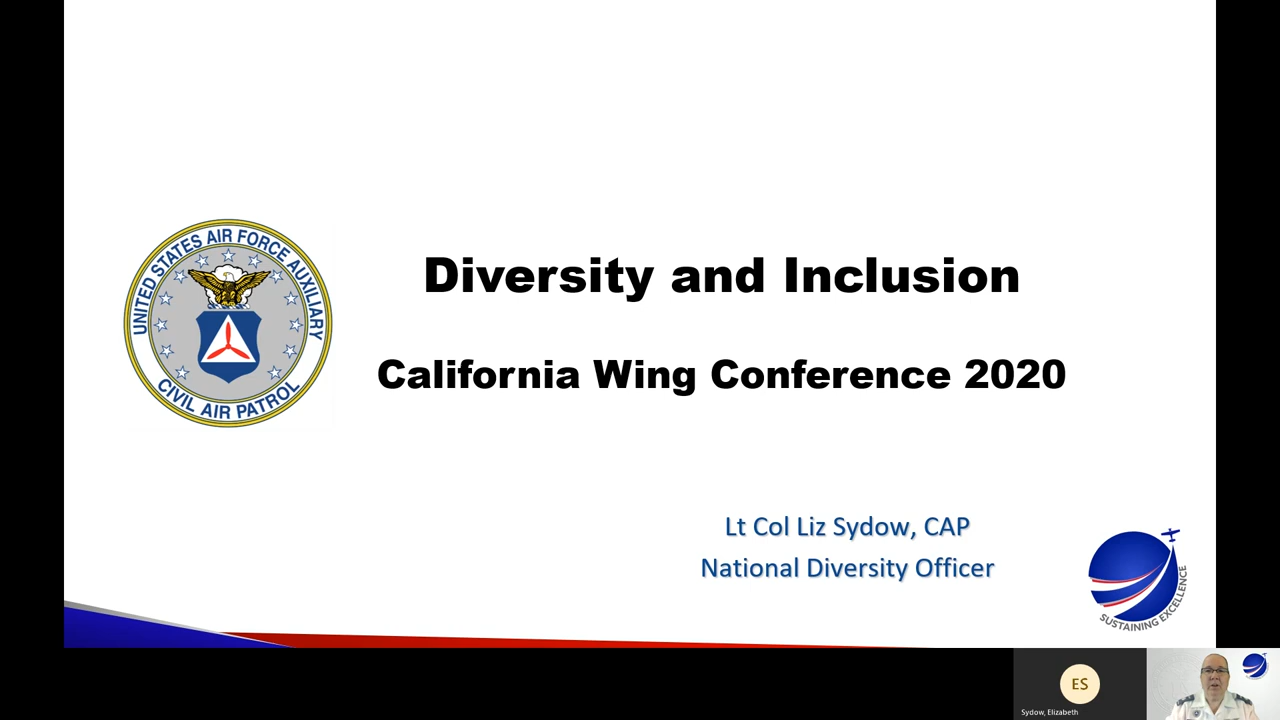 UNITED STATES AIR FORCE AUXILIARY
CIVIL AIR PATROL
Diversity and Inclusion
California Wing Conference 2020
Lt Col Liz Sydow, CAP
National Diversity Officer
SUSTAINING EXCELLENCE
ES
Sydow, Elizabeth